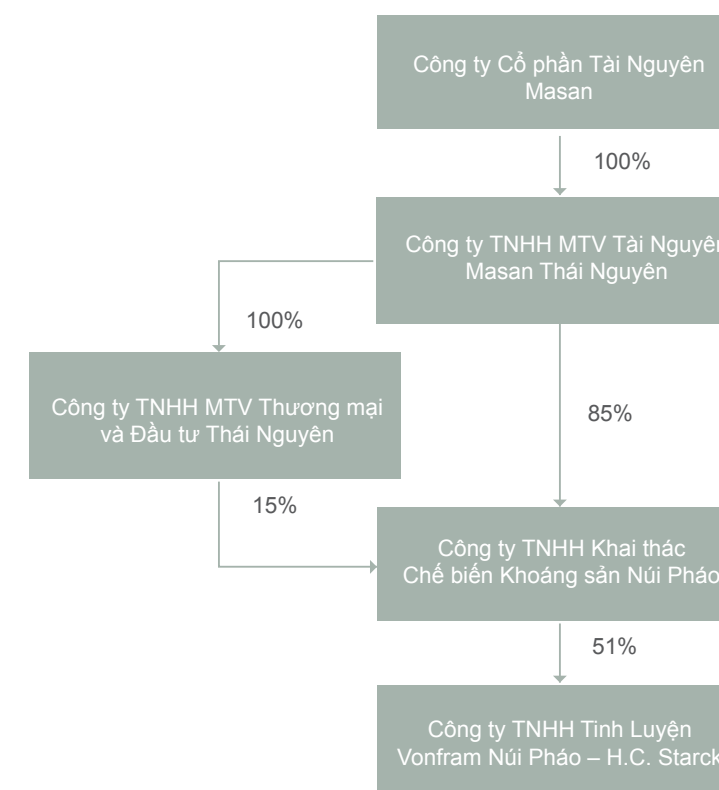 Công ty Cổ phần Tài Nguyên
Masan
100%
Công ty TNHH MTV Tài Nguyên
Masan Thái Nguyên
100%
Công ty TNHH MTV Thương mại
và Đầu tư Thái Nguyên
85%
15%
Công ty TNHH Khai thác
Chế biến Khoáng sản Núi Pháo
51%
Công ty TNHH Tinh Luyện
Vonfram Núi Pháo – H.C. Starck